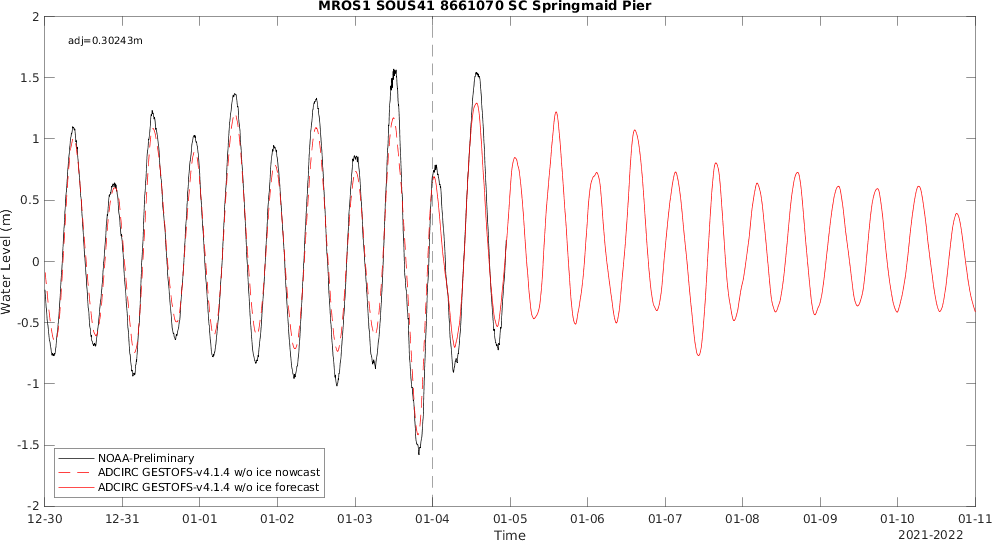 MROS1 SOUS41 8661070 SC Springmaid Pier
adj=0.30243m
2
1.5
1
0.5
0
-0.5
-1
-1.5
-2
Water Level (m)
NOAA-Preliminary
ADCIRC GESTOFS-v4.1.4 w/o ice nowcast
ADCIRC GESTOFS-v4.1.4 w/o ice forecast
12-30 12-31 01-01 01-02 01-03 01-04 01-05 01-06 01-07 01-08 01-09 01-10 01-11
Time
2021-2022